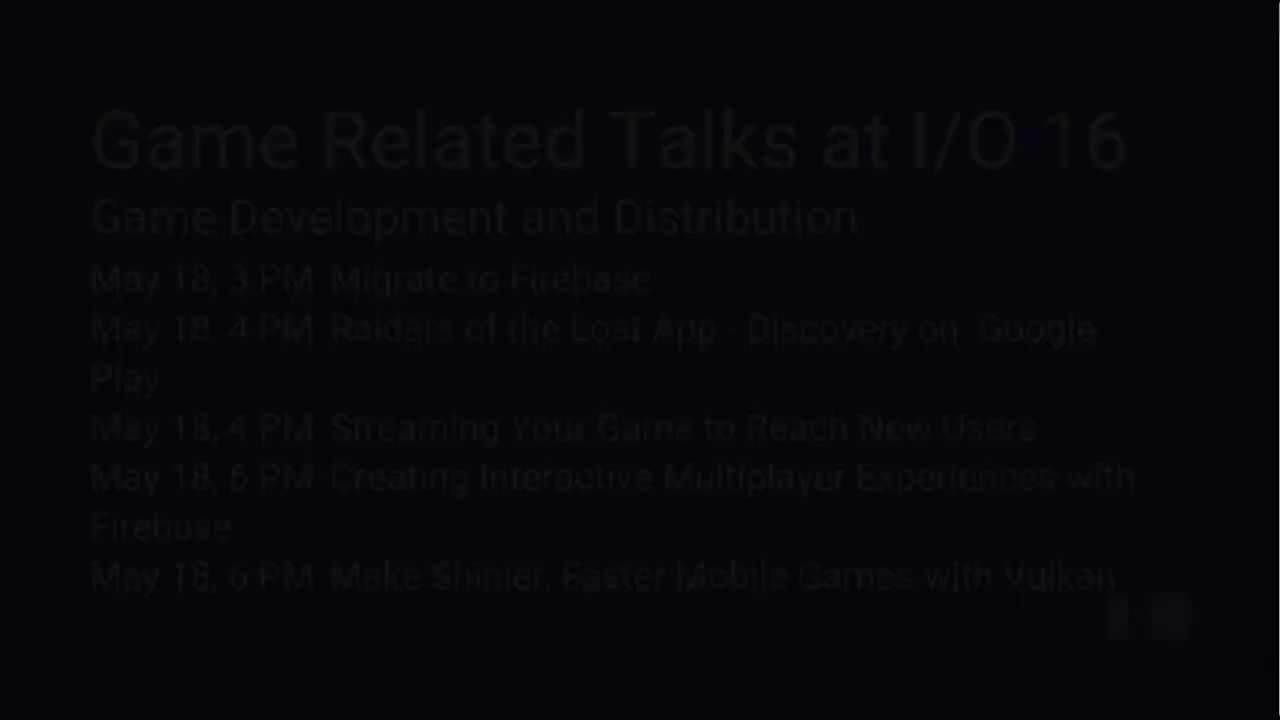 Game Related Talks at I/O 16
Game Development and Distribution
May 18, 3 PM Migrate to Firebase
May 18, 4 PM Raiders of the Lost App - Discovery on Google
Play
May 18, 4 PM Streaming Your Game to Reach New Users
May 18, 6 PM Creating Interactive Multiplayer Experiences with
Firebase
May 18, 6 PM Make Shinier, Faster Mobile Games with Vulkan